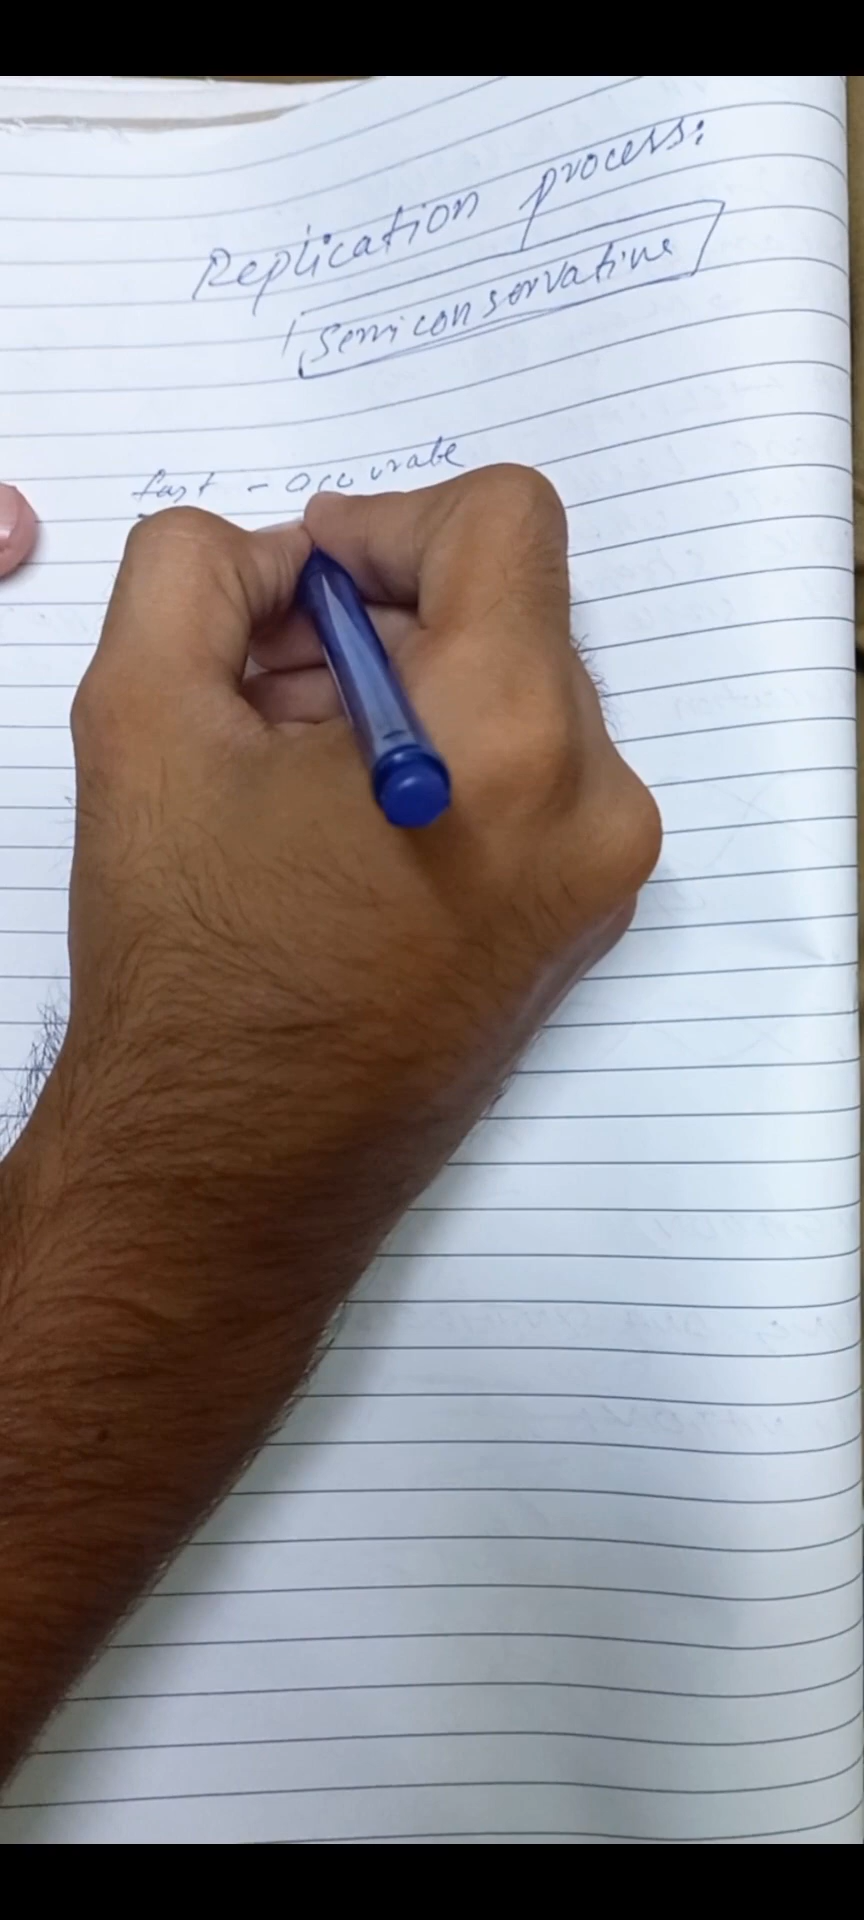 Replication process:
Semiconservative
fast - accurate